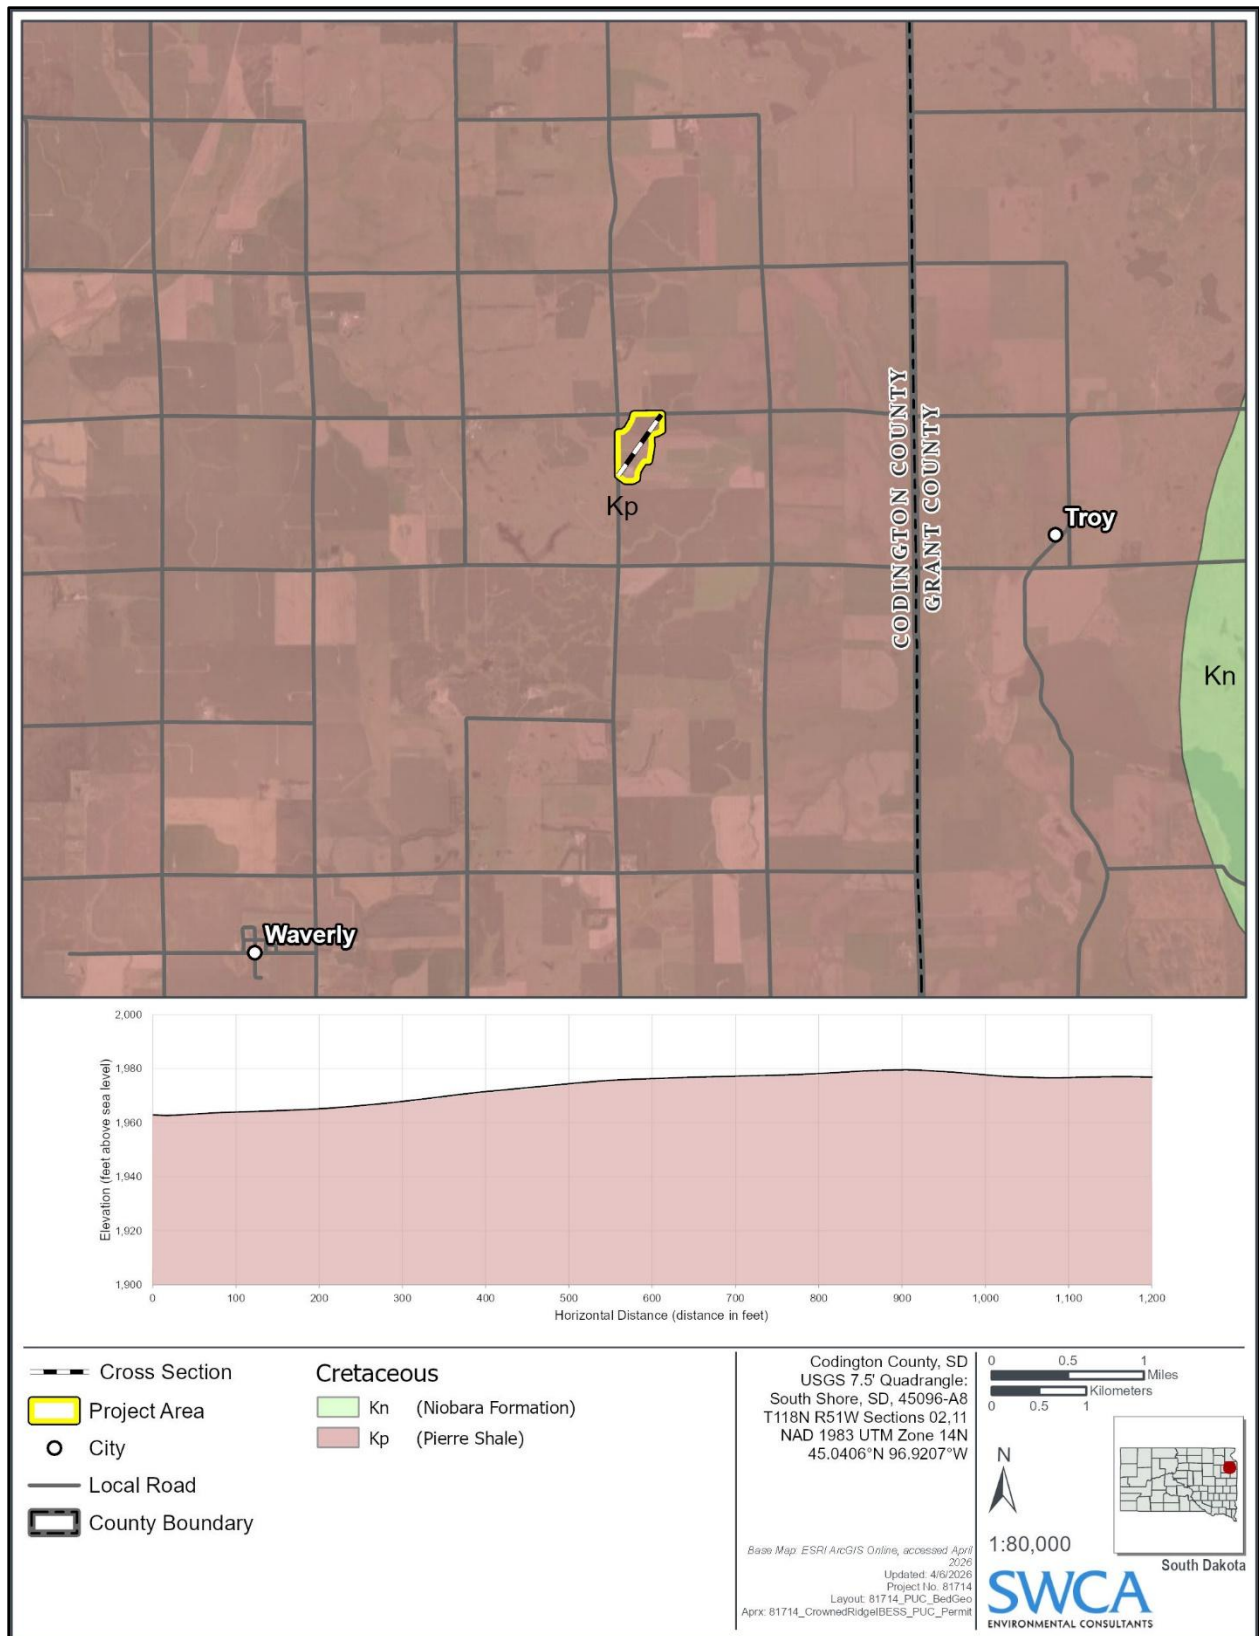 CODINGTON COUNTY
GRANT COUNTY
Kp
Troy
Kn
Waverly
Elevation (feet above sea level)
2,000
1,980
1,960
1,940
1,920
1,900
0 100 200 300 400 500 600 700 800 900 1,000 1,100 1,200
Horizontal Distance (distance in feet)
Cross Section
Project Area
City
Local Road
County Boundary
Cretaceous
Kn (Niobara Formation)
Kp (Pierre Shale)
Codington County, SD
USGS 7.5' Quadrangle:
South Shore, SD, 45096-A8
T118N R51W Sections 02,11
NAD 1983 UTM Zone 14N
45.0406°N 96.9207°W
Base Map: ESRI ArcGIS Online, accessed April
2026
Updated: 4/6/2026
Project No. 81714
Layout: 81714_PUC_BedGeo
Aprx: 81714_CrownedRidgeIBESS_PUC_Permit
0 0.5 1
Miles
Kilometers
0 0.5 1
N
1:80,000
South Dakota
SWCA
ENVIRONMENTAL CONSULTANTS